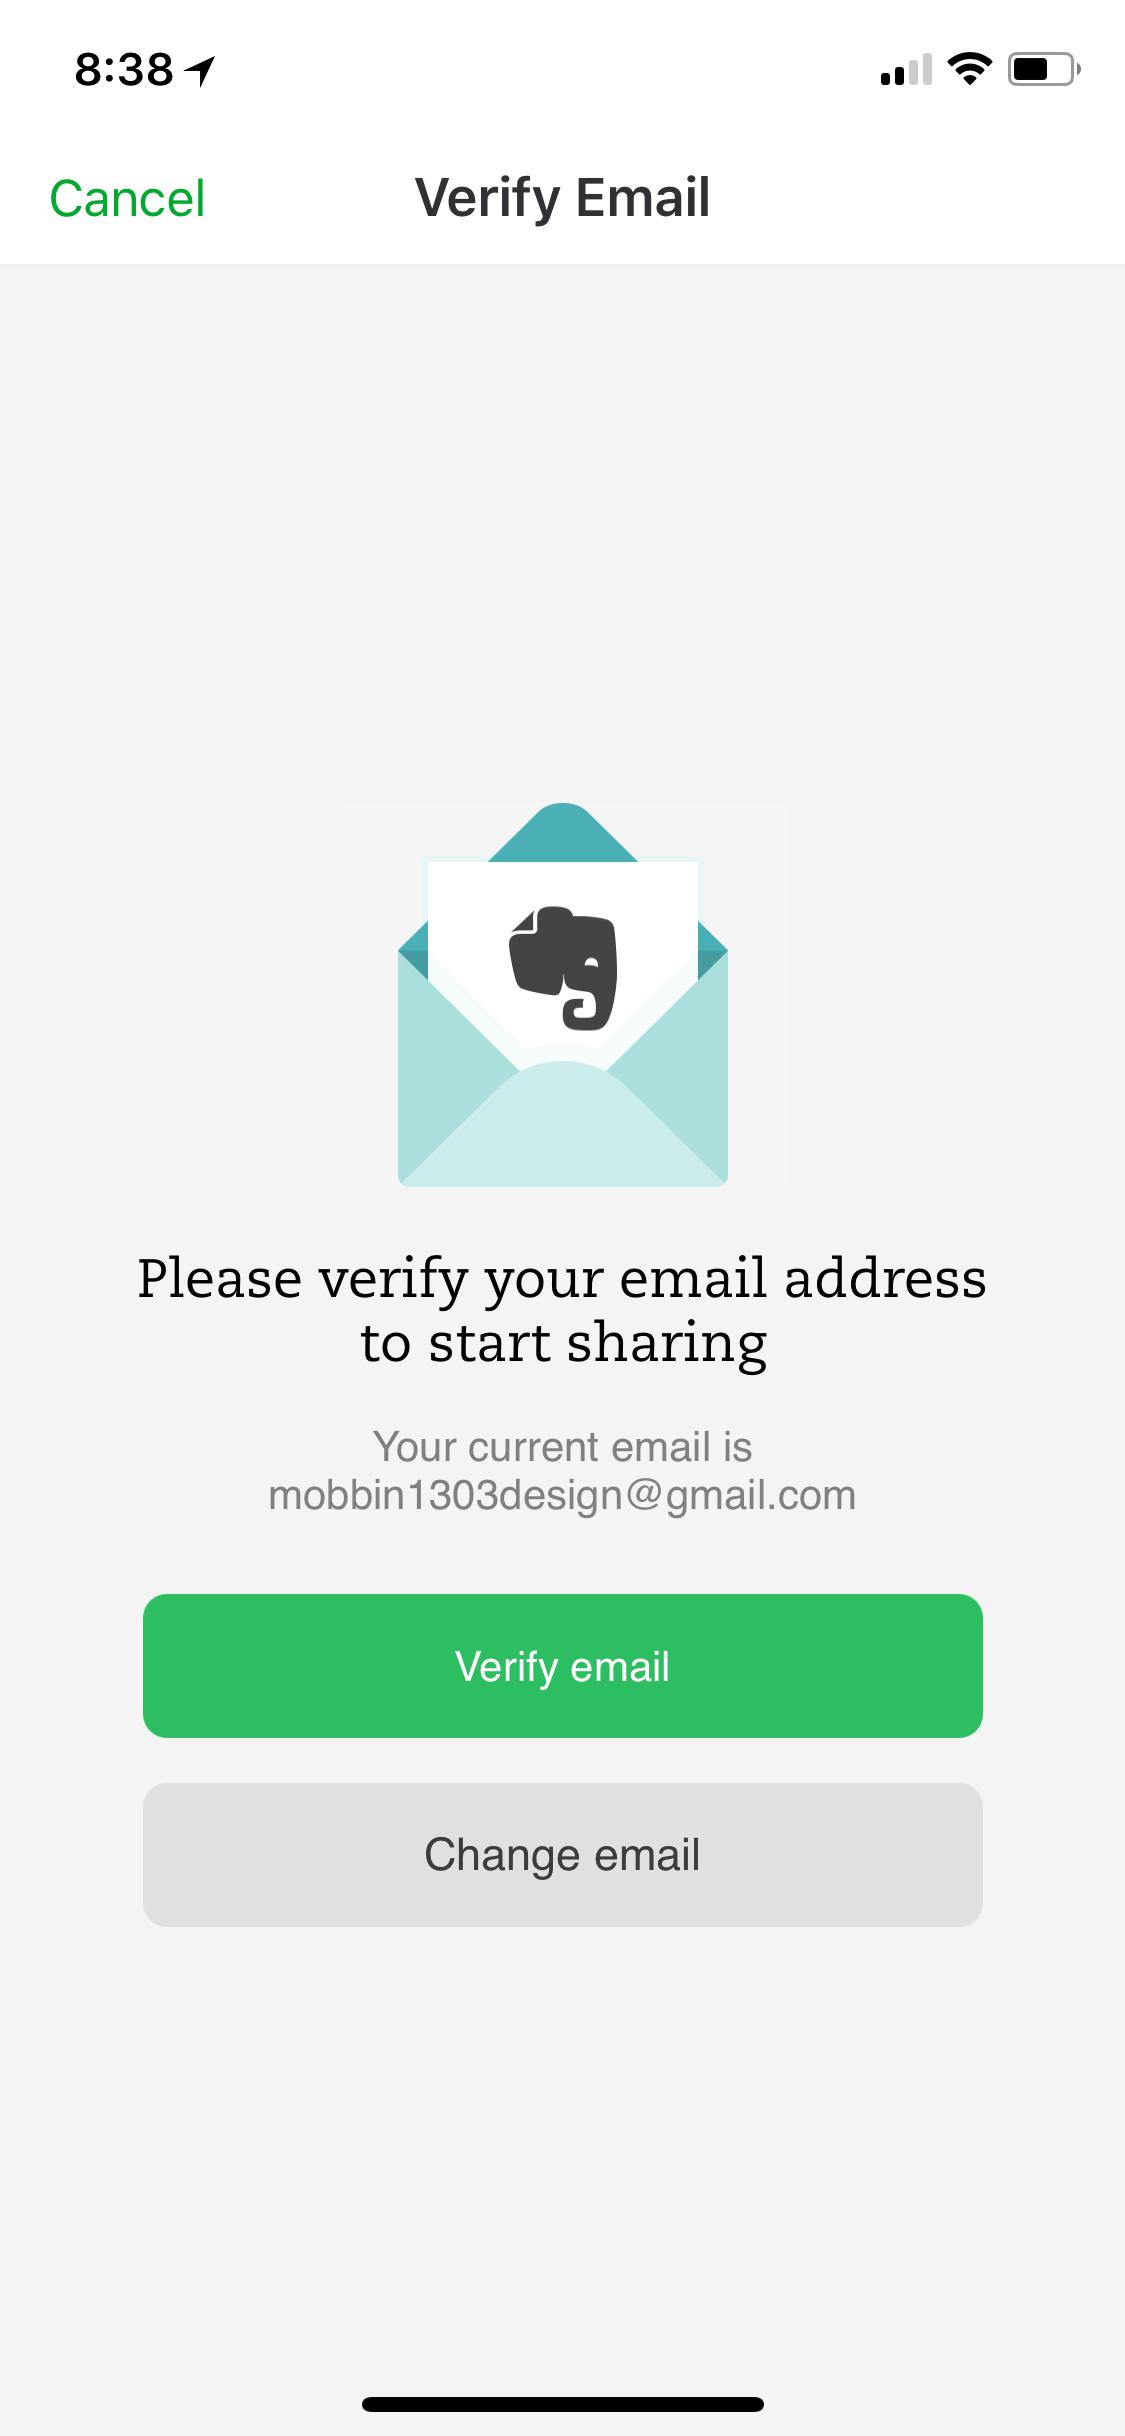 8:38
Cancel
Verify Email
Please verify your email address
to start sharing
Your current email is
mobbin1303design@gmail.com
Verify email
Change email